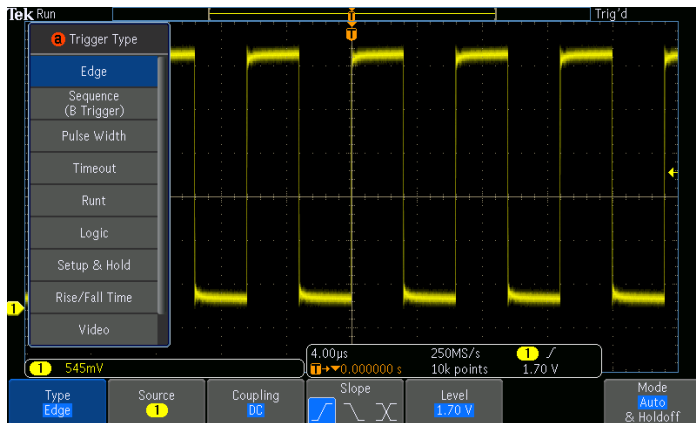 Tek Run
Trig'd
T
T
a Trigger Type
Edge
Sequence
(B Trigger)
Pulse Width
Timeout
Runt
Logic
Setup & Hold
Rise/Fall Time
Video
1
1 545mV
4.00µs 250MS/s 1
T→▼0.000000 s 10k points 1.70 V
Type
Edge
Source
1
Coupling
DC
Slope
Level
1.70 V
Mode
Auto
& Holdoff